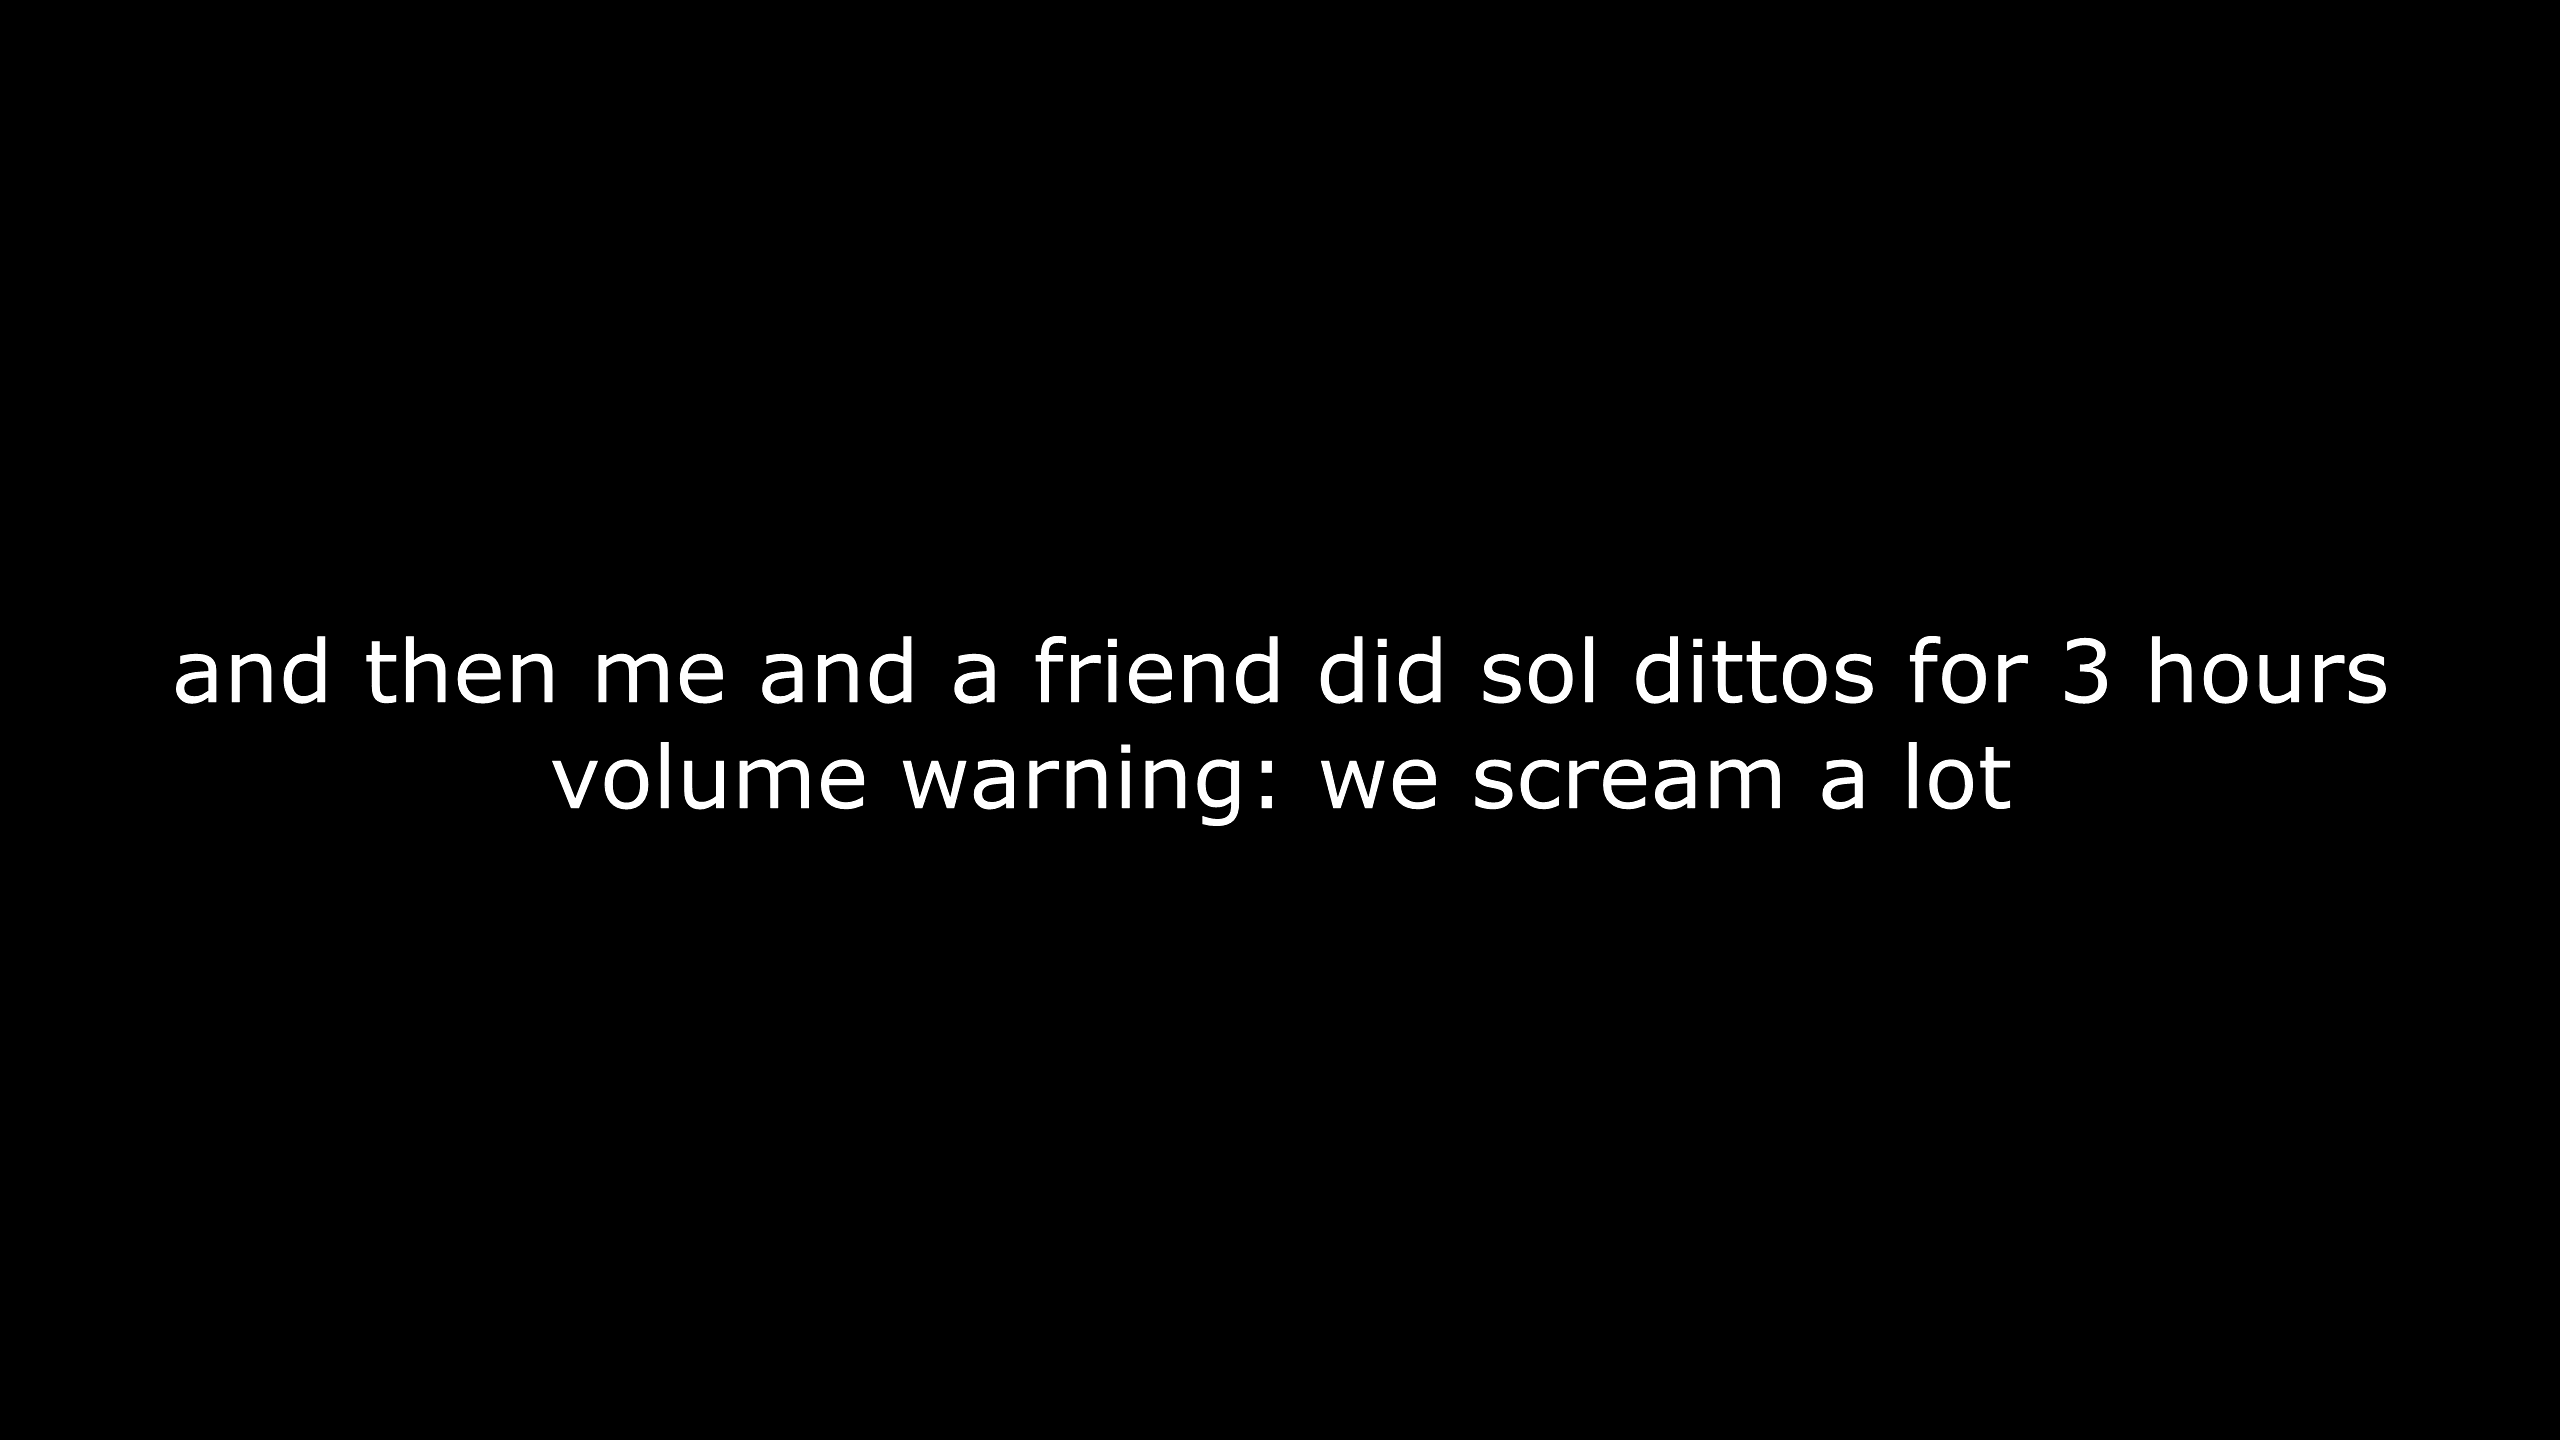 and then me and a friend did sol dittos for 3 hours
volume warning: we scream a lot